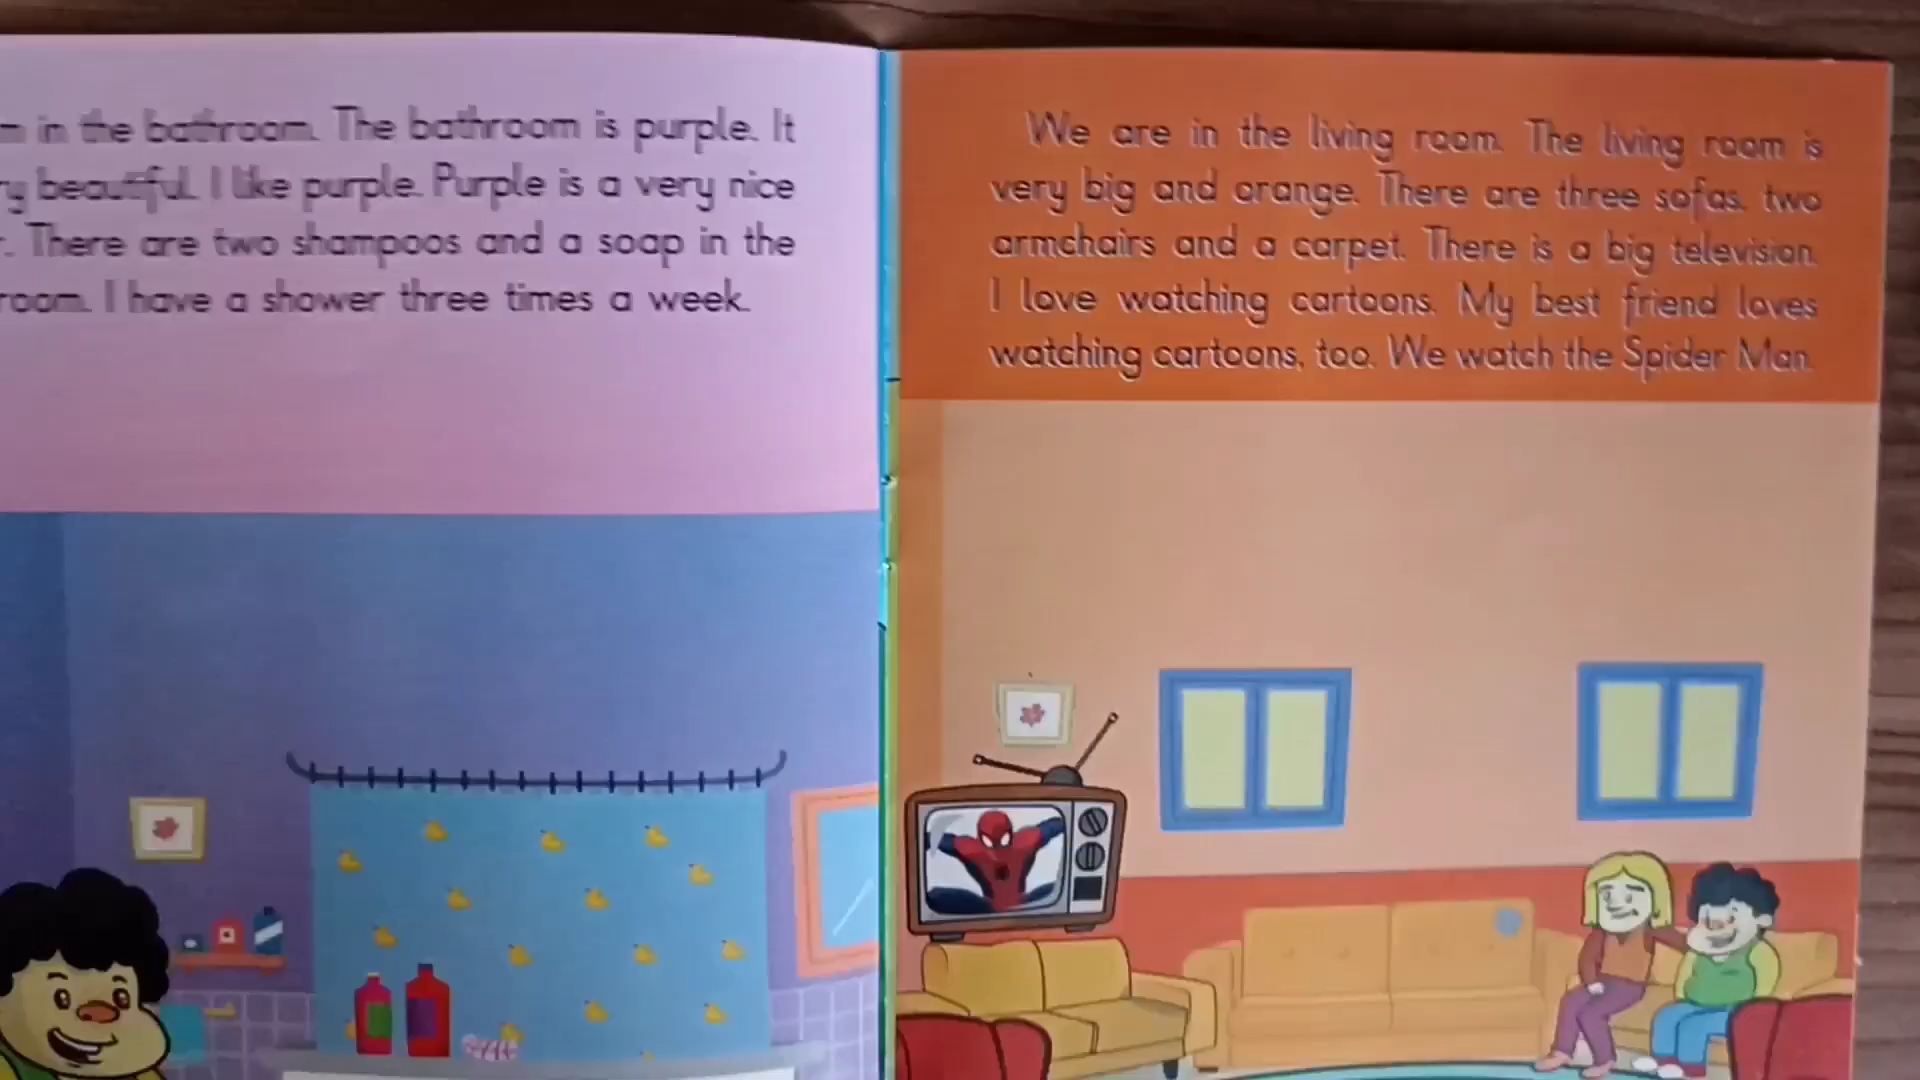 in the bathroom. The bathroom is purple. It
beautiful. I like purple. Purple is a very nice
There are two shampoos and a soap in the
room. I have a shower three times a week.
We are in the living room. The living room is
very big and orange. There are three sofas, two
armchairs and a carpet. There is a big television.
I love watching cartoons. My best friend loves
watching cartoons, too. We watch the Spider Man.